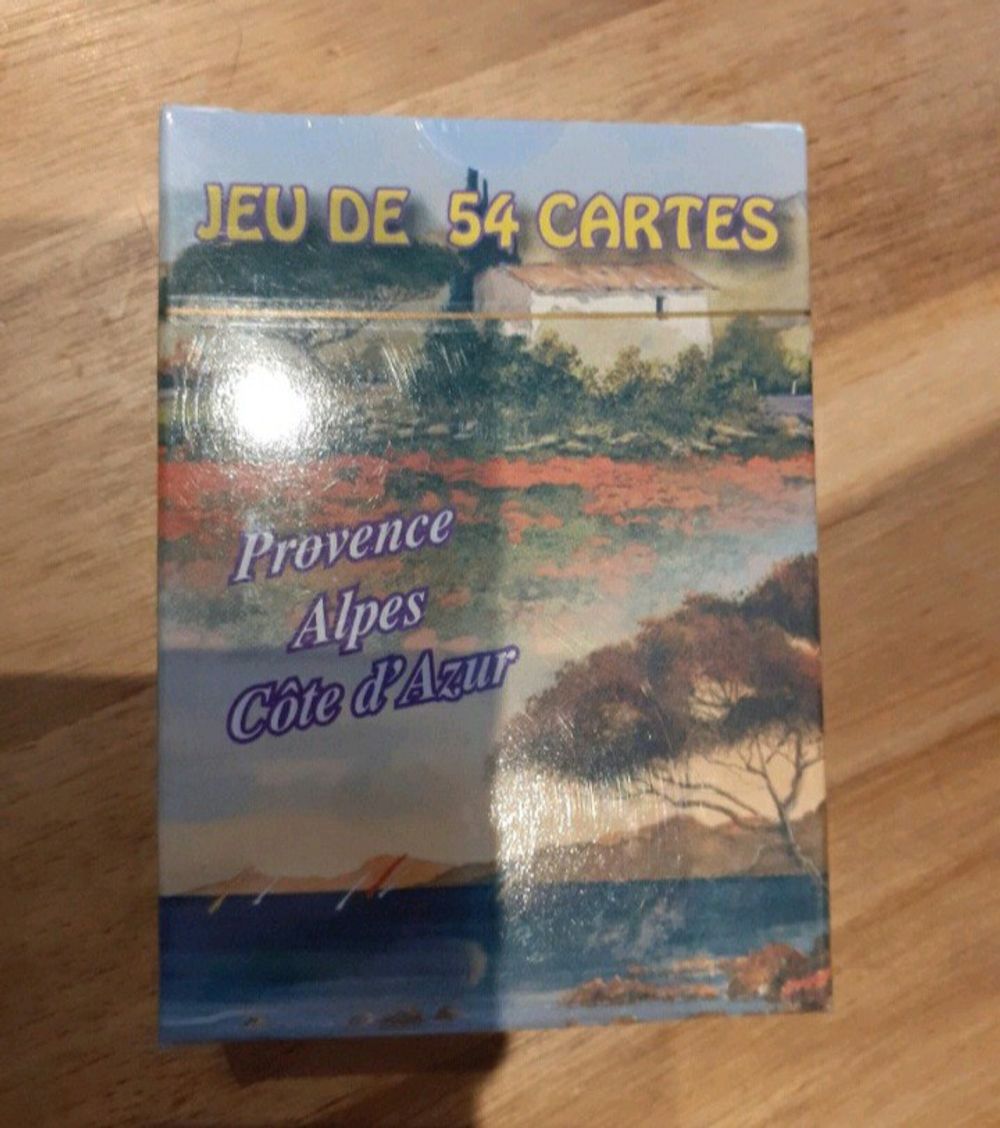 JEU DE 54 CARTES
Provence
Alpes
Côte d'Azur